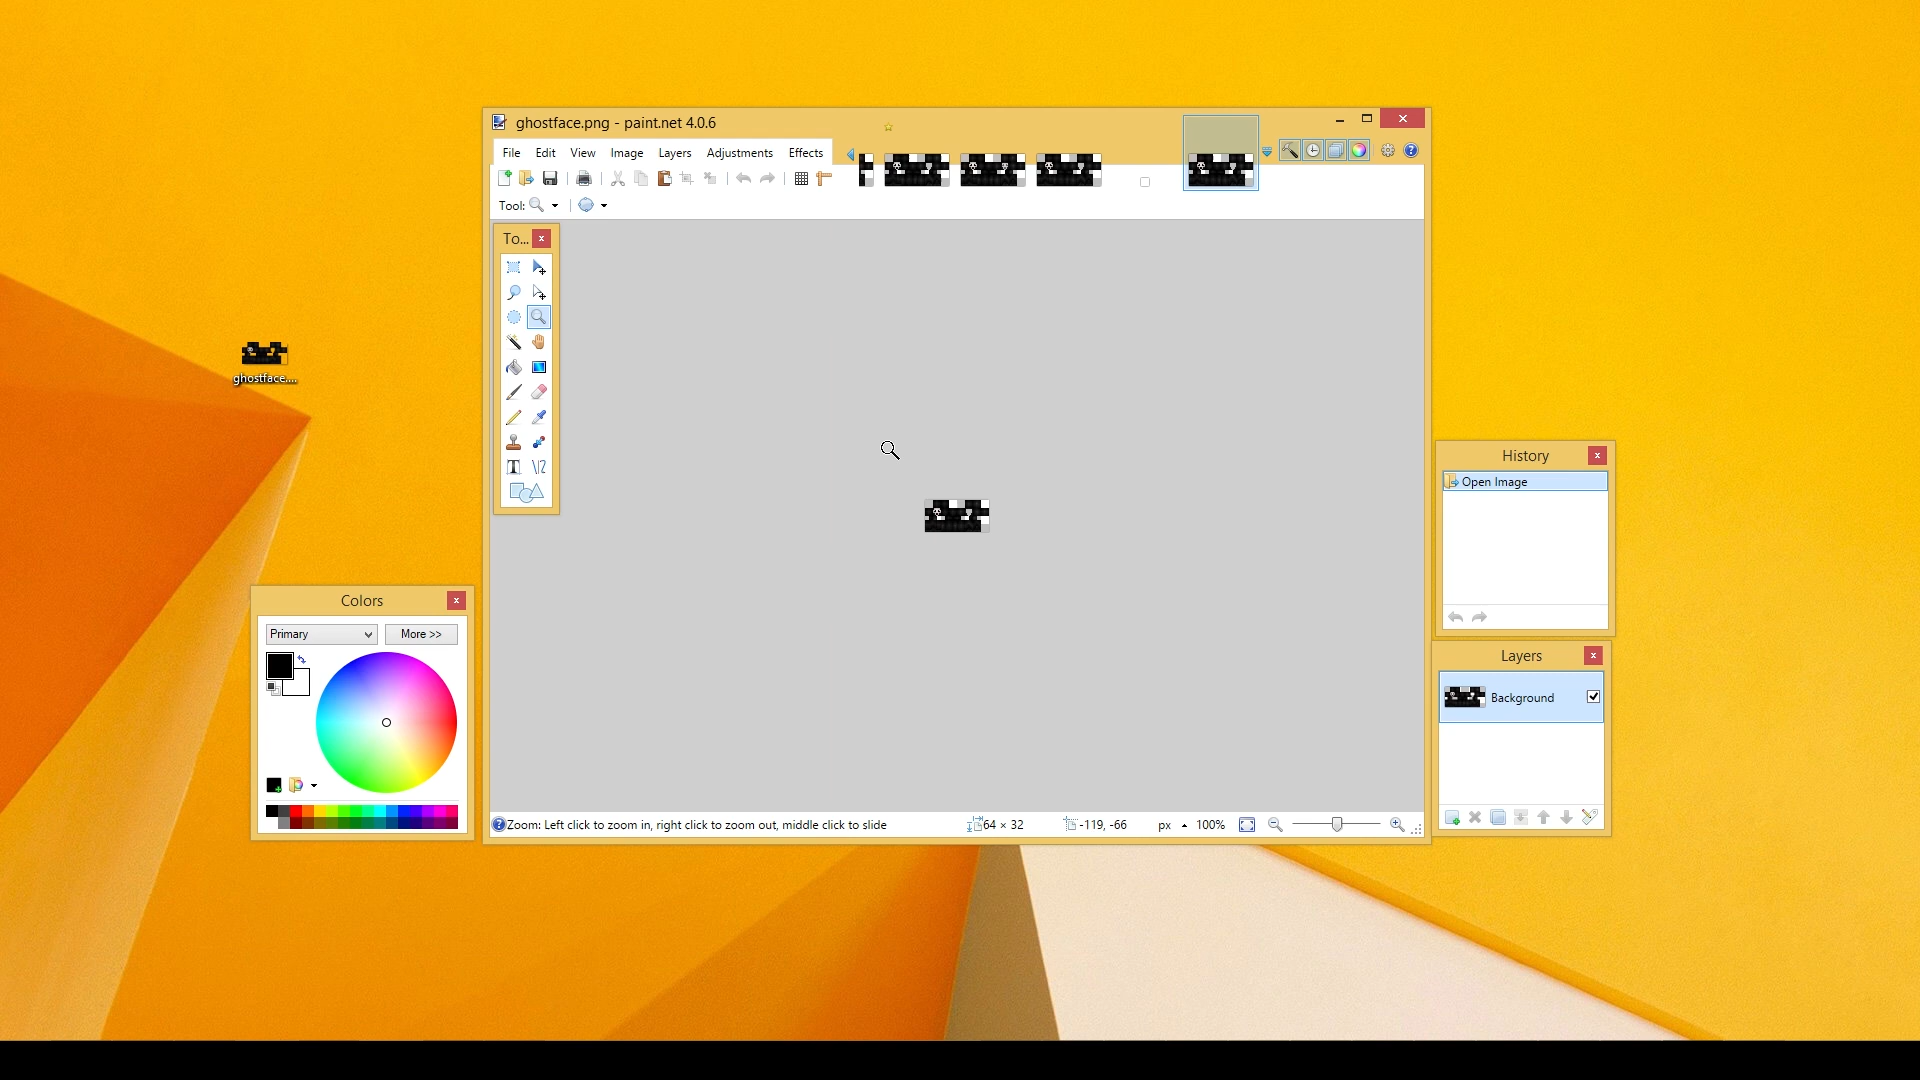 ghostface.png - paint.net 4.0.6
File Edit View Image Layers Adjustments Effects
Tool:
To...
ghostface....
History
Open Image
Colors
Primary
More >>
Layers
Background
Zoom: Left click to zoom in, right click to zoom out, middle click to slide
64 × 32
-119, -66
px
100%